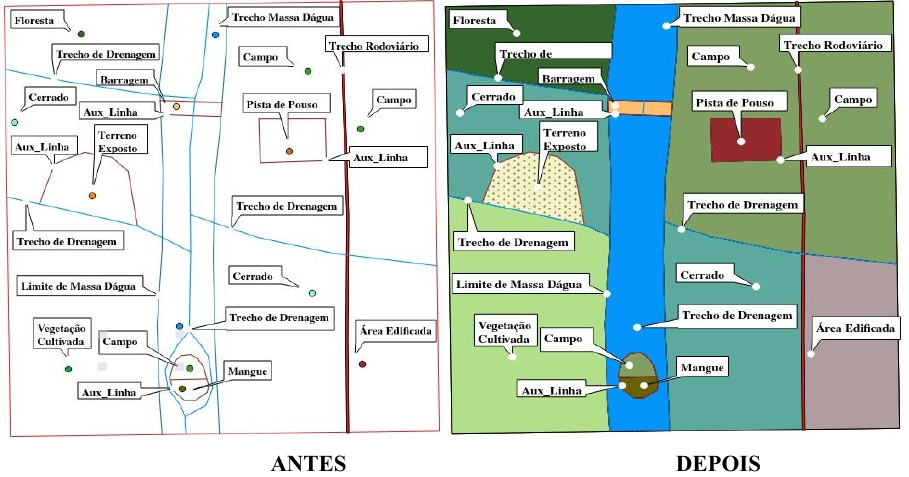 Floresta
Trecho Massa Dágua
Trecho Rodoviário
Trecho de Drenagem
Campo
Barragem
Cerrado
Campo
Aux_Linha
Pista de Pouso
Terreno
Exposto
Aux_Linha
Aux_Linha
Trecho de Drenagem
Trecho de Drenagem
Cerrado
Limite de Massa Dágua
Trecho de Drenagem
Vegetação
Cultivada
Campo
Área Edificada
Mangue
Aux_Linha
ANTES
Floresta
Trecho Massa Dágua
Trecho Rodoviário
Trecho de
Campo
Barragem
Cerrado
Campo
Aux_Linha
Pista de Pouso
Terreno
Exposto
Aux_Linha
Aux_Linha
Trecho de Drenagem
Trecho de Drenagem
Cerrado
Limite de Massa Dágua
Trecho de Drenagem
Vegetação
Cultivada
Campo
Área Edificada
Mangue
Aux_Linha
DEPOIS